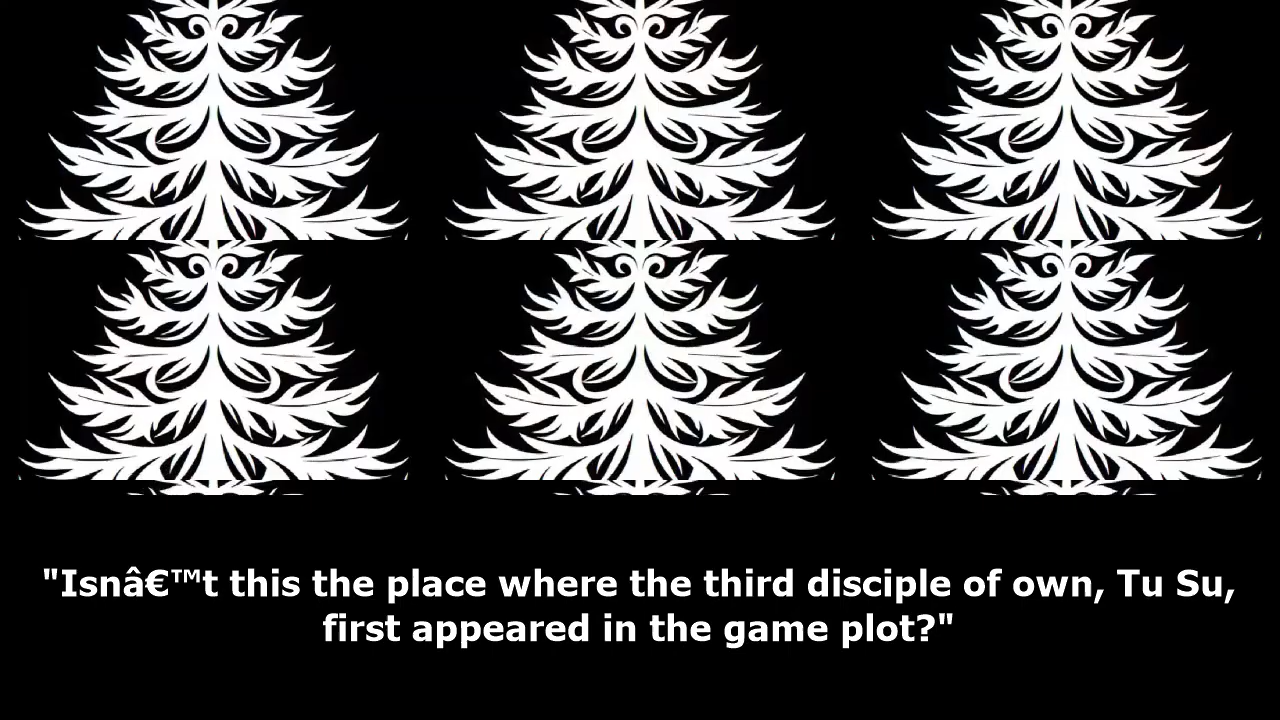 "Isnâ€™t this the place where the third disciple of own, Tu Su,
first appeared in the game plot?"